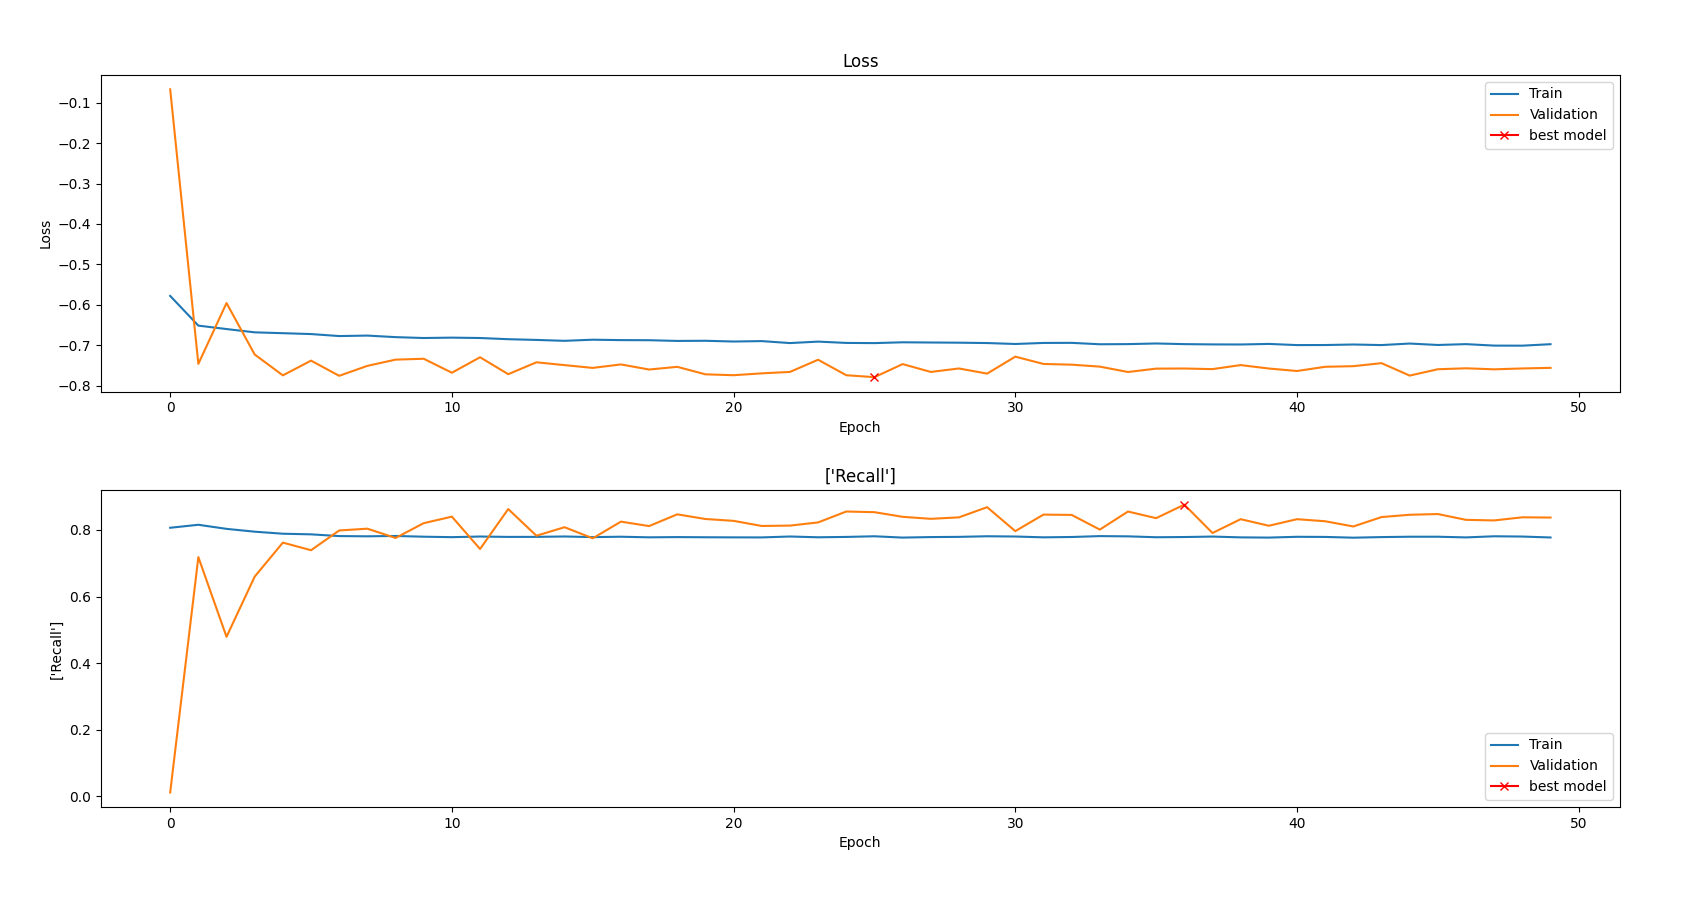 Loss
Train
Validation
best model
−0.1
−0.2
−0.3
−0.4
−0.5
−0.6
−0.7
−0.8
Loss
0 10 20 30 40 50
Epoch
['Recall']
0.8
0.6
0.4
0.2
0.0
['Recall']
Train
Validation
best model
0 10 20 30 40 50
Epoch